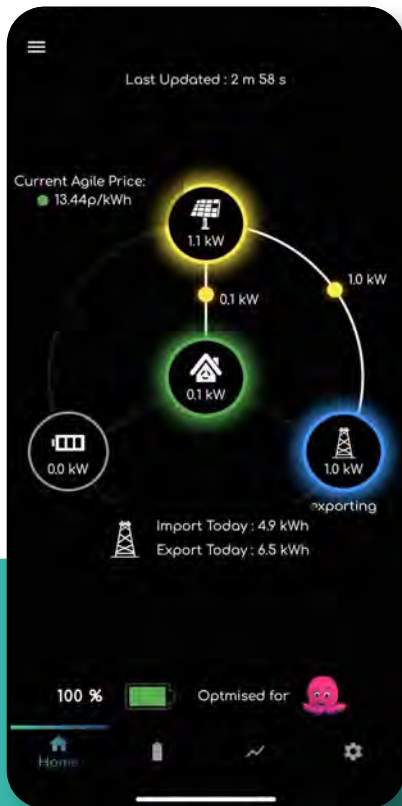 Last Updated : 2 m 58 s
Current Agile Price:
13.44p/kWh
1.1 kW
0.1 kW
1.0 kW
0.1 kW
0.0 kW
1.0 kW
exporting
Import Today : 4.9 kWh
Export Today : 6.5 kWh
100 %
Optmised for
Home